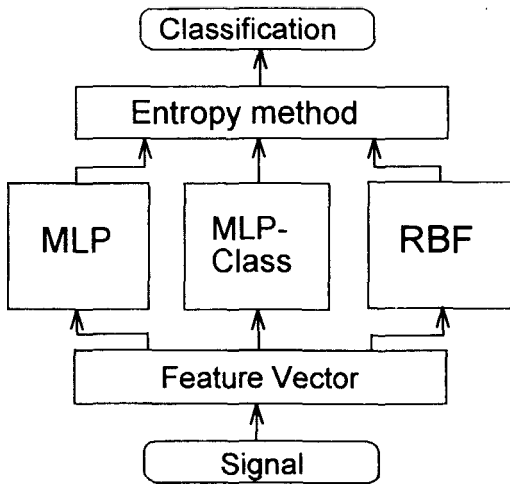 Classification
Entropy method
MLP
MLP-
Class
RBF
Feature Vector
Signal